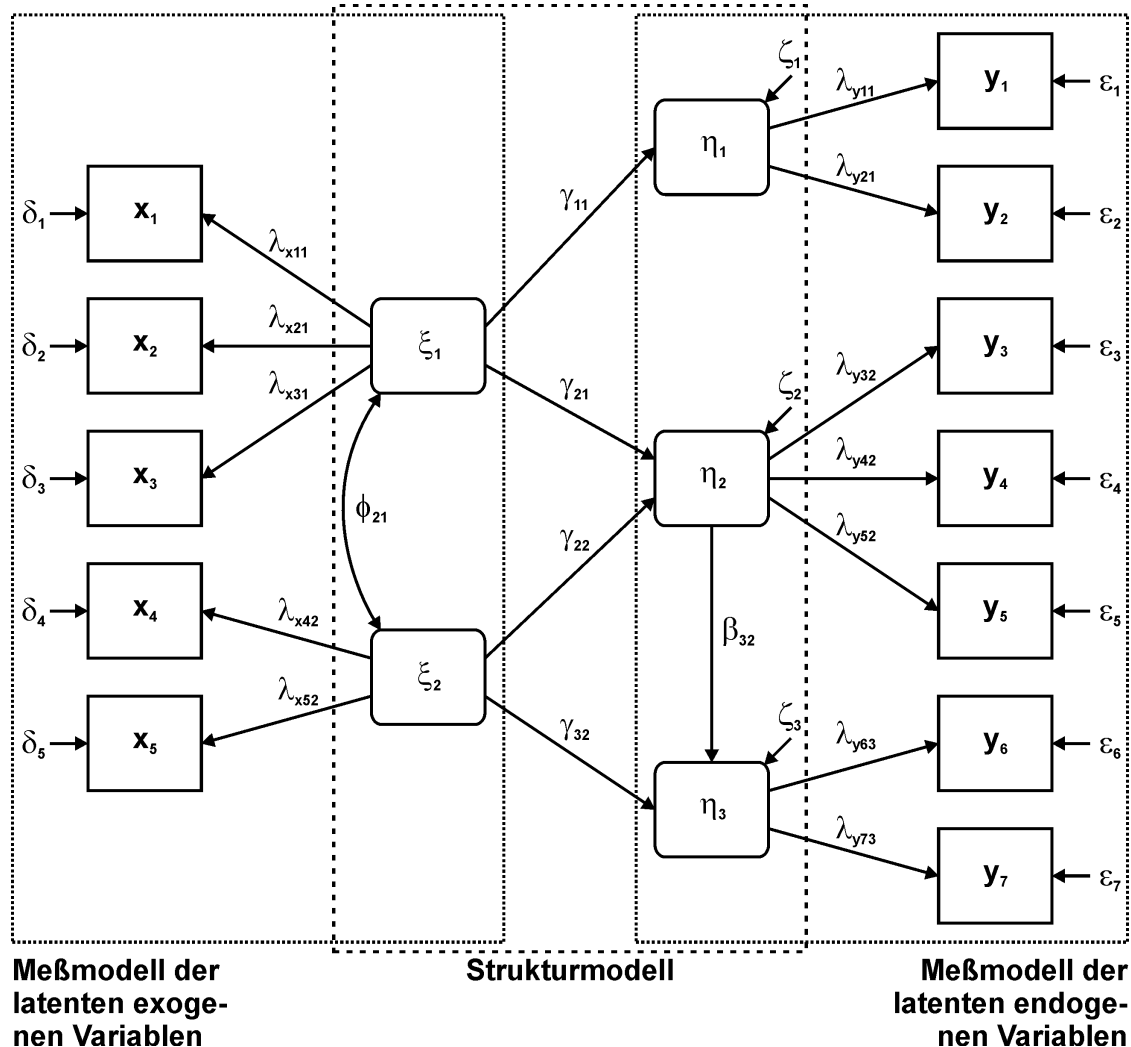 ζ₁
λy11
y₁
ε₁
η₁
λy21
y₂
ε₂
γ₁₁
δ₁
x₁
λx11
δ₂
x₂
λx21
ξ₁
y₃
ε₃
λx31
γ₂₁
ζ₂
λy32
δ₃
x₃
ϕ₂₁
η₂
λy42
y₄
ε₄
γ₂₂
λy52
δ₄
x₄
λx42
β₃₂
y₅
ε₅
ξ₂
λx52
δ₅
x₅
γ₃₂
ζ₃
λy63
y₆
ε₆
η₃
λy73
y₇
ε₇
Meßmodell der
latenten exoge-
nen Variablen
Strukturmodell
Meßmodell der
latenten endoge-
nen Variablen